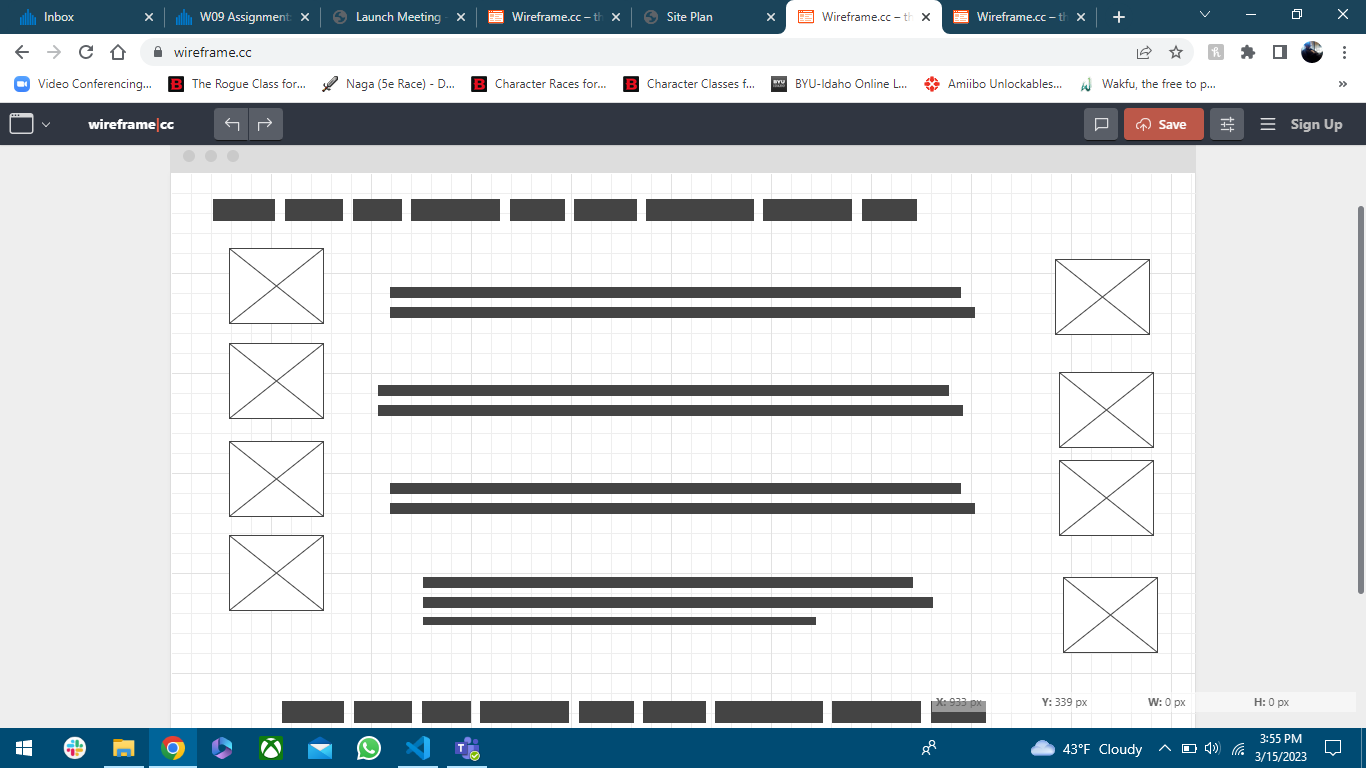 Inbox
W09 Assignment:
Launch Meeting
Wireframe.cc – th
Site Plan
Wireframe.cc – th
Wireframe.cc – th
wireframe.cc
Video Conferencing...
The Rogue Class for...
Naga (5e Race) - D...
Character Races for...
Character Classes f...
BYU-Idaho Online L...
Amiibo Unlockables...
Wakfu, the free to p...
»
wireframe|cc
Save
Sign Up
X: 933 px
Y: 339 px
W: 0 px
H: 0 px
43°F Cloudy
3:55 PM
3/15/2023